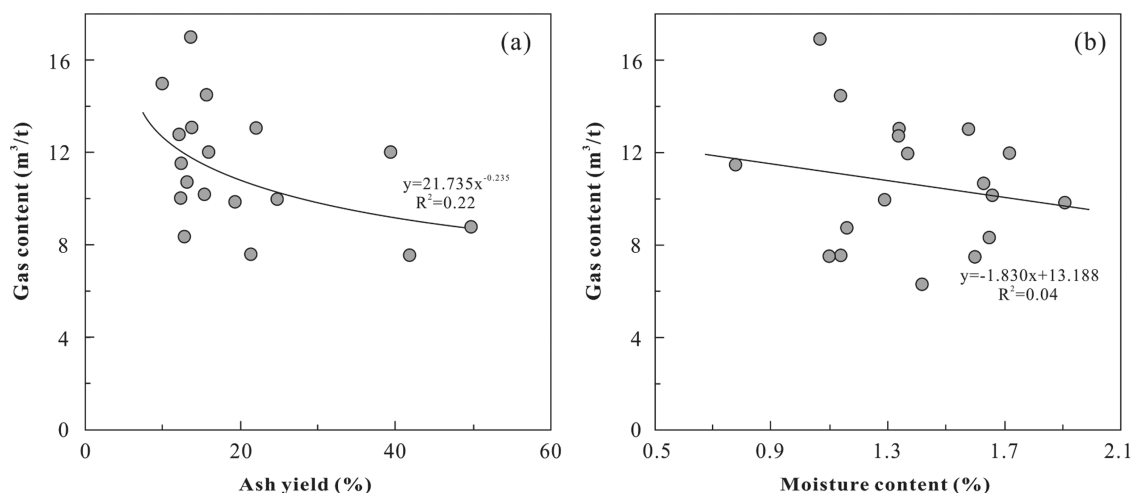 (a)
Gas content (m³/t)
16
12
8
4
0
y=21.735x⁻⁰·²³⁵
R²=0.22
0 20 40 60
Ash yield (%)
(b)
Gas content (m³/t)
16
12
8
4
0
y=-1.830x+13.188
R²=0.04
0.5 0.9 1.3 1.7 2.1
Moisture content (%)